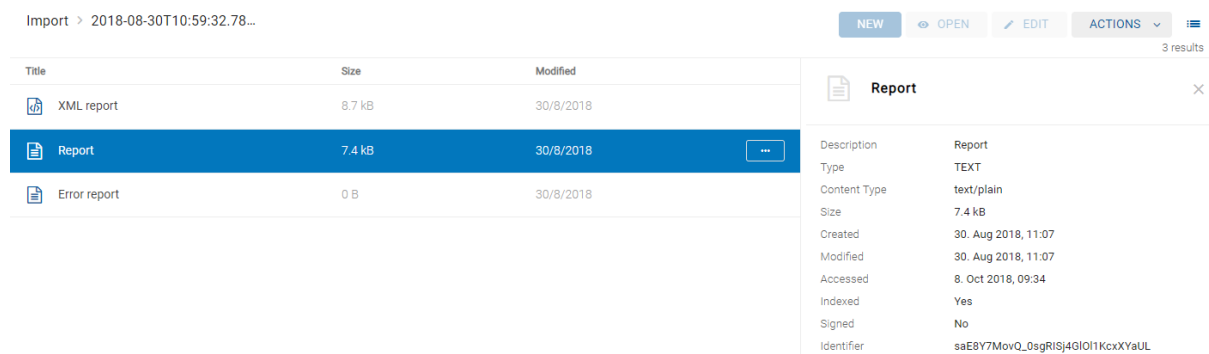 Import > 2018-08-30T10:59:32.78...
NEW OPEN EDIT ACTIONS
3 results
Title Size Modified
XML report 8.7 kB 30/8/2018
Report 7.4 kB 30/8/2018 ...
Error report 0 B 30/8/2018
Report
Description Report
Type TEXT
Content Type text/plain
Size 7.4 kB
Created 30. Aug 2018, 11:07
Modified 30. Aug 2018, 11:07
Accessed 8. Oct 2018, 09:34
Indexed Yes
Signed No
Identifier